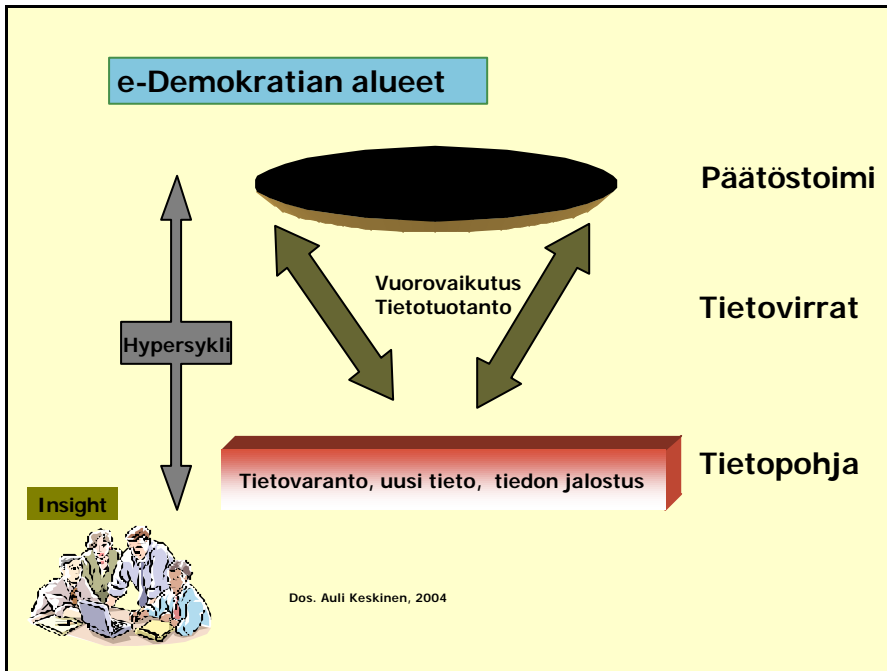 e-Demokratian alueet
Päätöstoimi
Vuorovaikutus
Tietotuotanto
Tietovirrat
Hypersykli
Tietopohja
Tietovaranto, uusi tieto, tiedon jalostus
Insight
Dos. Auli Keskinen, 2004